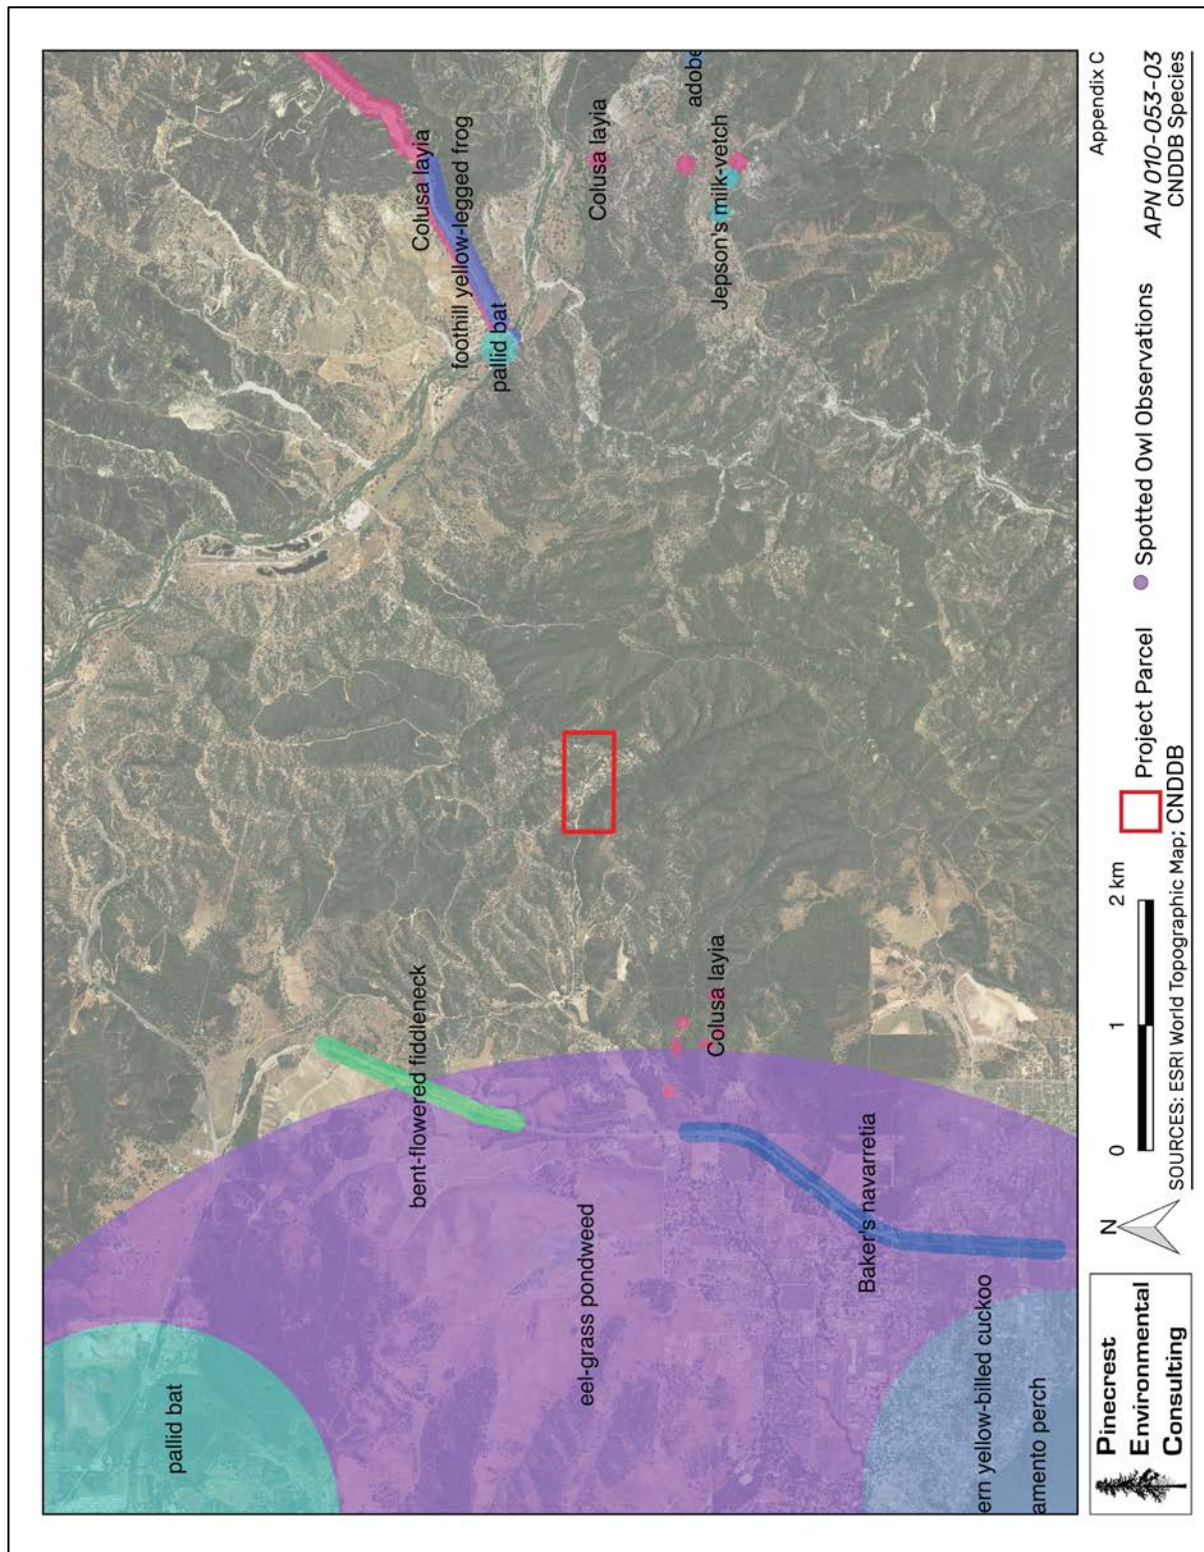 pallid bat
bent-flowered fiddleneck
eel-grass pondweed
Colusa layia
Baker's navarretia
ern yellow-billed cuckoo
amento perch
Colusa layia
foothill yellow-legged frog
pallid bat
Colusa layia
Jepson's milk-vetch
adobe
Appendix C
Pinecrest
Environmental
Consulting
N
0 1 2 km
Project Parcel
Spotted Owl Observations
SOURCES: ESRI World Topographic Map; CNDDB
APN 010-053-03
CNDDB Species